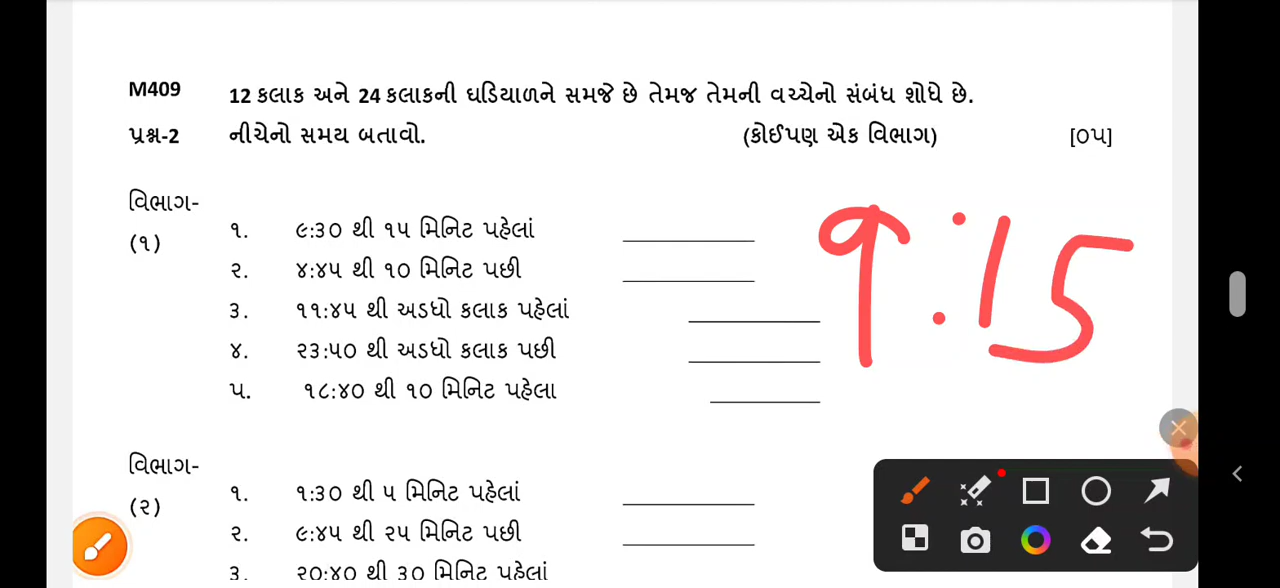 M409 12 કલાક અને 24 કલાકની ઘડિયાળને સમજે છે તેમજ તેમની વચ્ચેનો સંબંધ શોધે છે.
પ્રશ્ન-2 નીચેનો સમય બતાવો. (કોઈપણ એક વિભાગ) [૦૫]
વિભાગ-
(૧)
૧. ૯:૩૦ થી ૧૫ મિનિટ પહેલાં
૨. ૪:૪૫ થી ૧૦ મિનિટ પછી
૩. ૧૧:૪૫ થી અડધો કલાક પહેલાં
૪. ૨૩:૫૦ થી અડધો કલાક પછી
૫. ૧૮:૪૦ થી ૧૦ મિનિટ પહેલા
9:15
વિભાગ-
(૨)
૧. ૧:૩૦ થી ૫ મિનિટ પહેલાં
૨. ૯:૪૫ થી ૨૫ મિનિટ પછી
૩. ૨૦:૪૦ થી ૩૦ મિનિટ પહેલાં